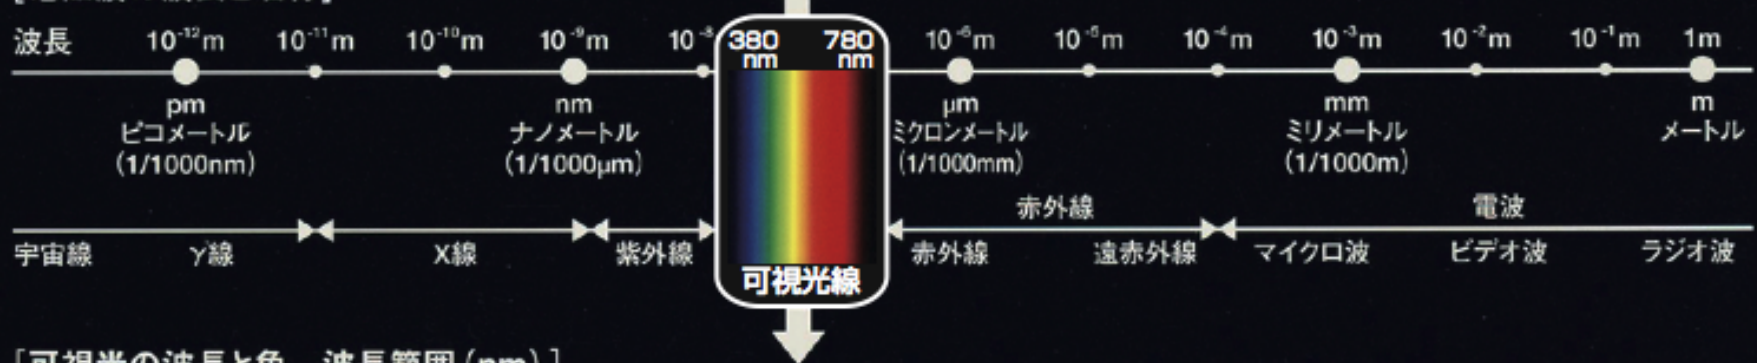 波長 10⁻¹²m 10⁻¹¹m 10⁻¹⁰m 10⁻⁹m 10⁻⁸ 380 nm 780 nm 10⁻⁶m 10⁻⁵m 10⁻⁴m 10⁻³m 10⁻²m 10⁻¹m 1m
pm nm μm mm m
ピコメートル ナノメートル ミクロンメートル ミリメートル メートル
(1/1000nm) (1/1000μm) (1/1000mm) (1/1000m)
赤外線 電波
宇宙線 γ線 X線 紫外線 赤外線 遠赤外線 マイクロ波 ビデオ波 ラジオ波
可視光線